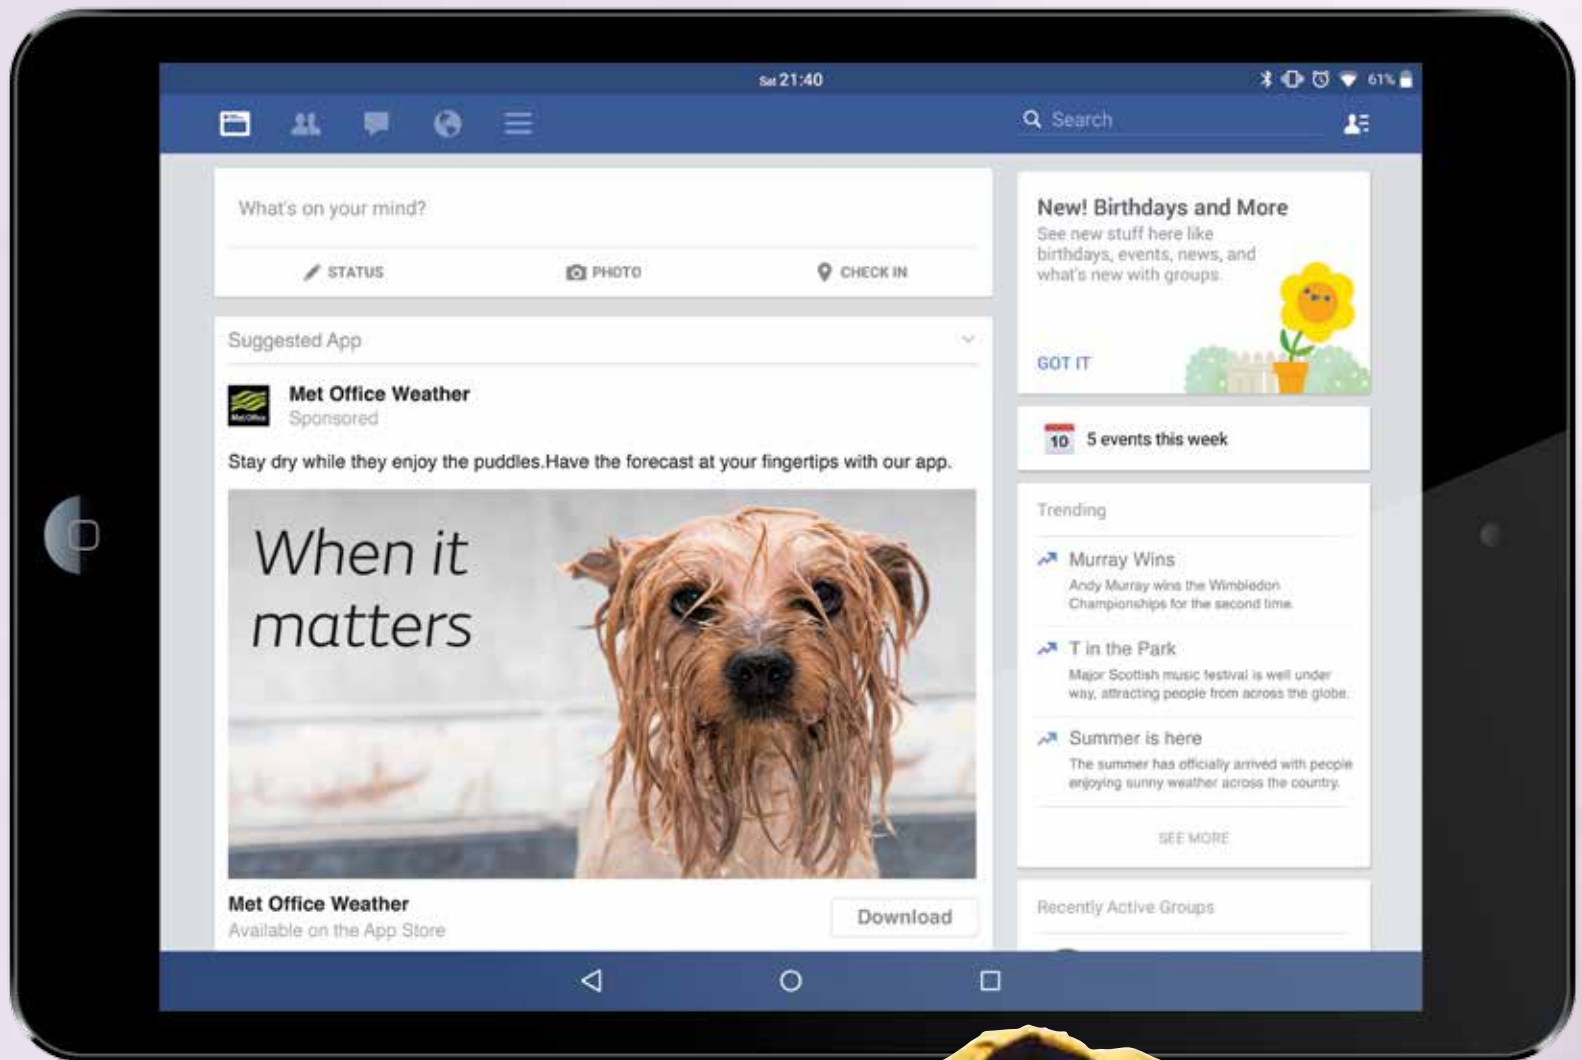 Sat 21:40
61%
Search
What's on your mind?
STATUS
PHOTO
CHECK IN
Suggested App
Met Office
Met Office Weather
Sponsored
Stay dry while they enjoy the puddles.Have the forecast at your fingertips with our app.
When it
matters
Met Office Weather
Available on the App Store
Download
New! Birthdays and More
See new stuff here like
birthdays, events, news, and
what's new with groups.
GOT IT
10
5 events this week
Trending
Murray Wins
Andy Murray wins the Wimbledon
Championships for the second time.
T in the Park
Major Scottish music festival is well under
way, attracting people from across the globe.
Summer is here
The summer has officially arrived with people
enjoying sunny weather across the country.
SEE MORE
Recently Active Groups